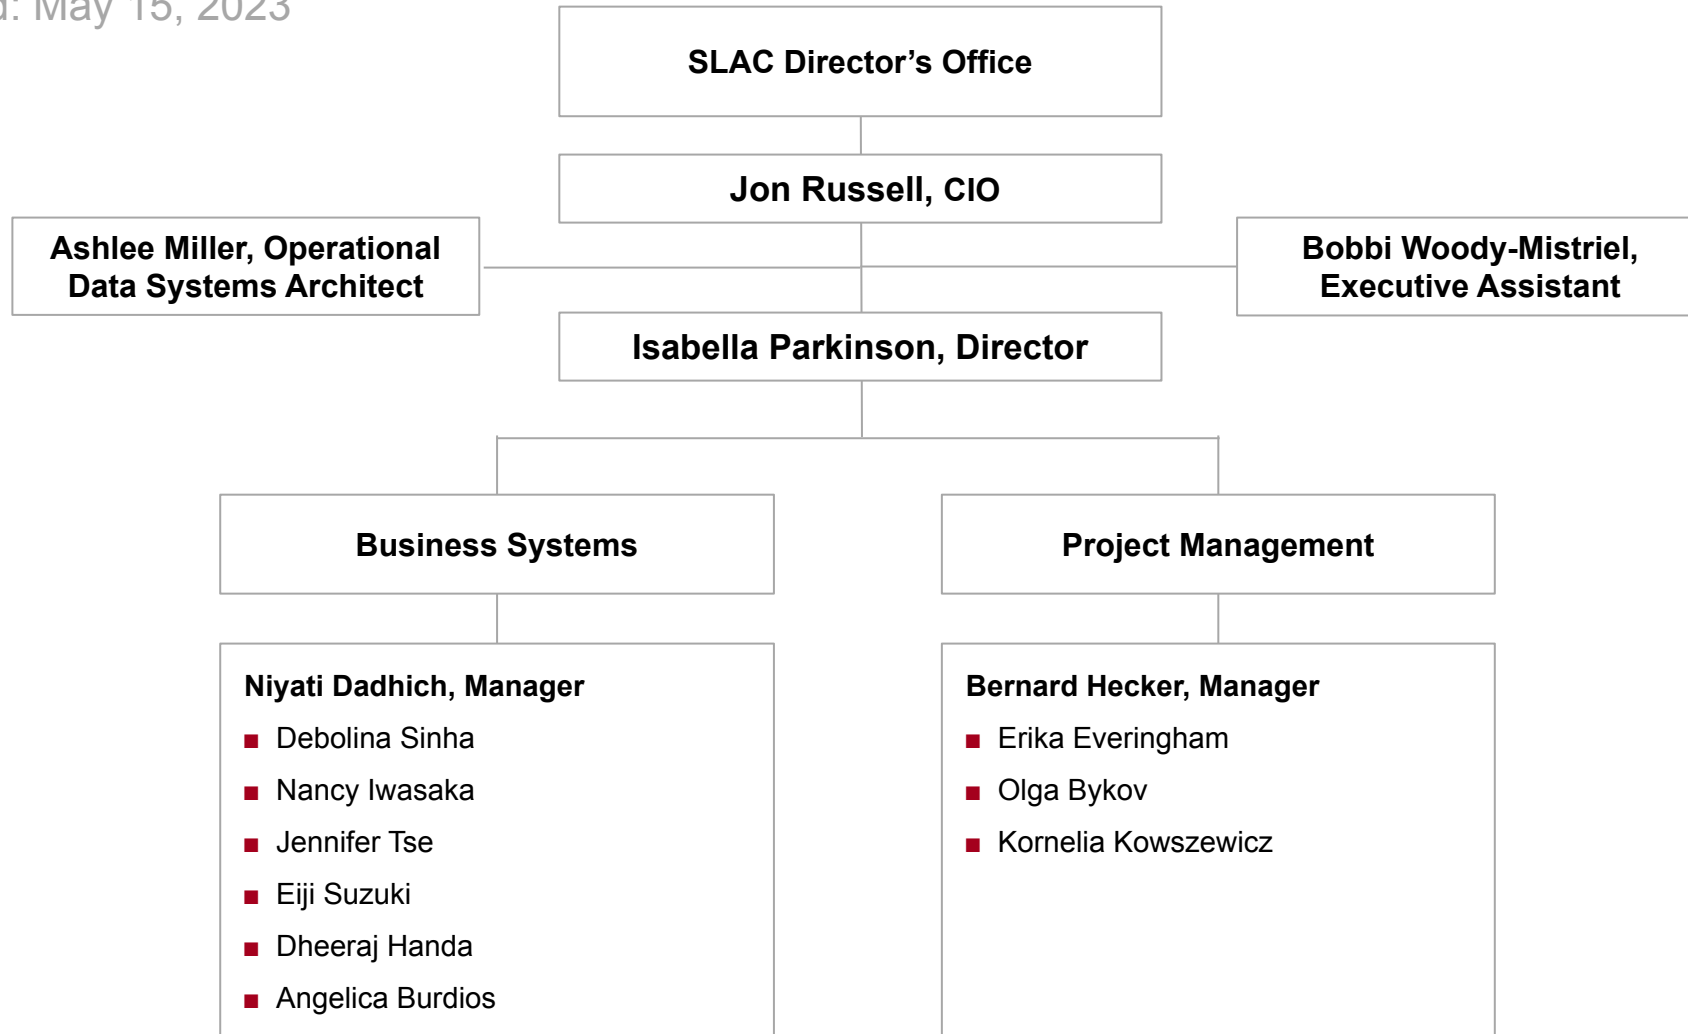 d: May 15, 2023
SLAC Director’s Office
Jon Russell, CIO
Ashlee Miller, Operational
Data Systems Architect
Bobbi Woody-Mistriel,
Executive Assistant
Isabella Parkinson, Director
Business Systems
Project Management
Niyati Dadhich, Manager
■ Debolina Sinha
■ Nancy Iwasaka
■ Jennifer Tse
■ Eiji Suzuki
■ Dheeraj Handa
■ Angelica Burdios
Bernard Hecker, Manager
■ Erika Everingham
■ Olga Bykov
■ Kornelia Kowszewicz